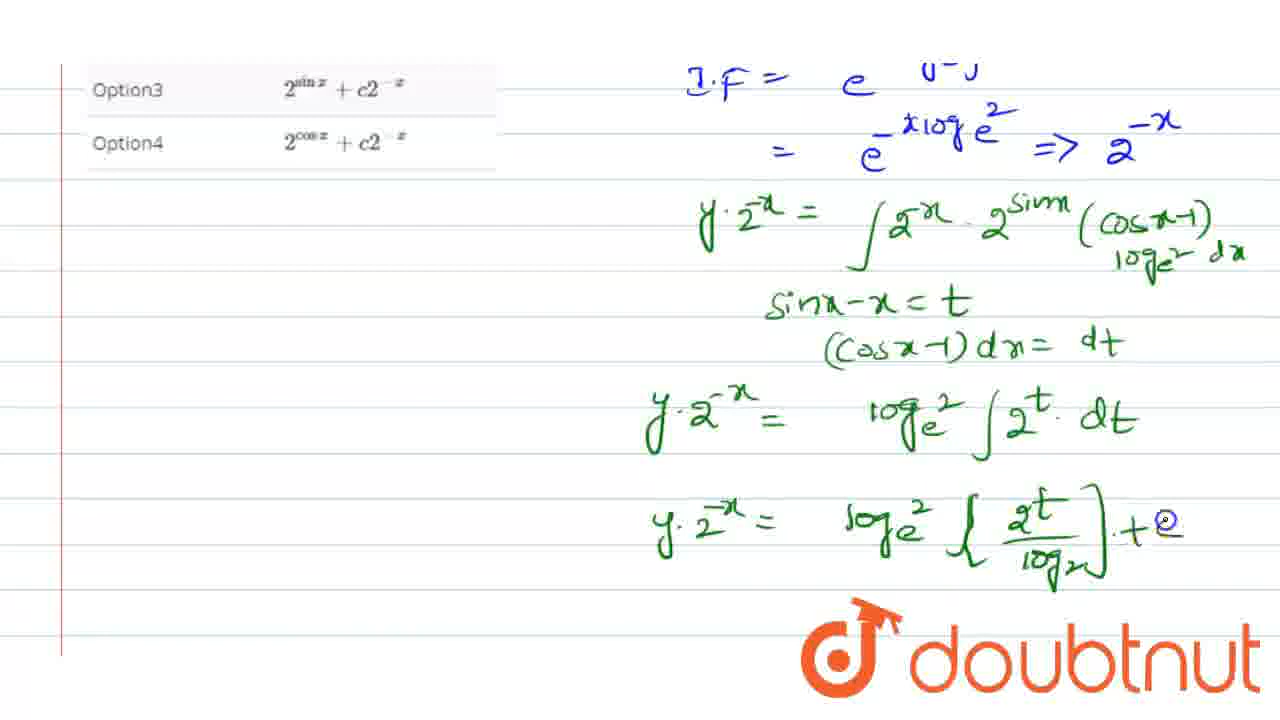 Option3 2^{sin x} + c2^{-x}
Option4 2^{cos x} + c2^{-x}
I.F = e
= e^{-x log_e 2} => 2^{-x}
y·2^{-x} = ∫ 2^{-x} · 2^{sin x} (cos x-1)
log_e 2 dx
sin x - x = t
(cos x-1) dx = dt
y·2^{-x} = log_e 2 ∫ 2^t · dt
y·2^{-x} = log_e 2 [2^t / log 2] + c
doubtnut